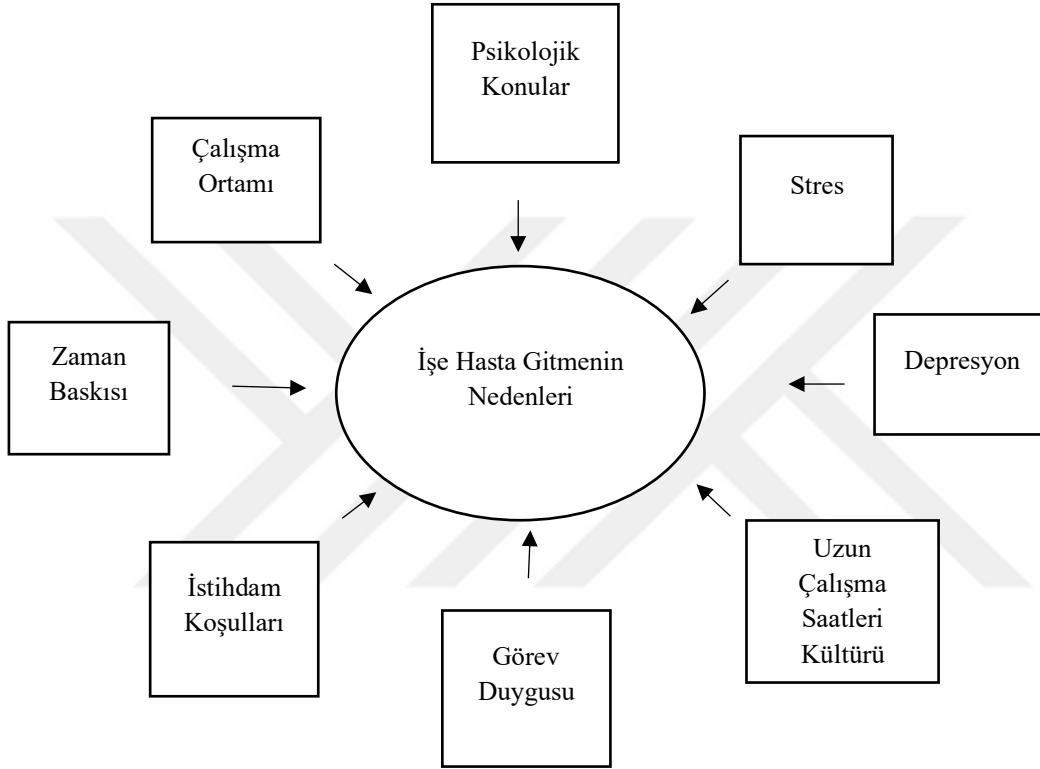 Psikolojik
Konular
Çalışma
Ortamı
Stres
Zaman
Baskısı
İşe Hasta Gitmenin
Nedenleri
Depresyon
İstihdam
Koşulları
Uzun
Çalışma
Saatleri
Kültürü
Görev
Duygusu